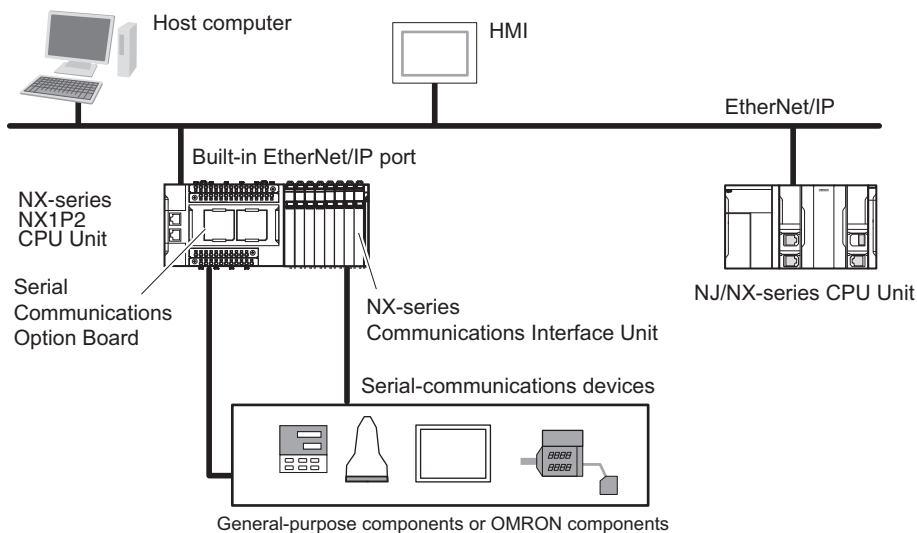 Host computer
HMI
EtherNet/IP
Built-in EtherNet/IP port
NX-series
NX1P2
CPU Unit
Serial
Communications
Option Board
NX-series
Communications Interface Unit
NJ/NX-series CPU Unit
Serial-communications devices
8888
8888
General-purpose components or OMRON components